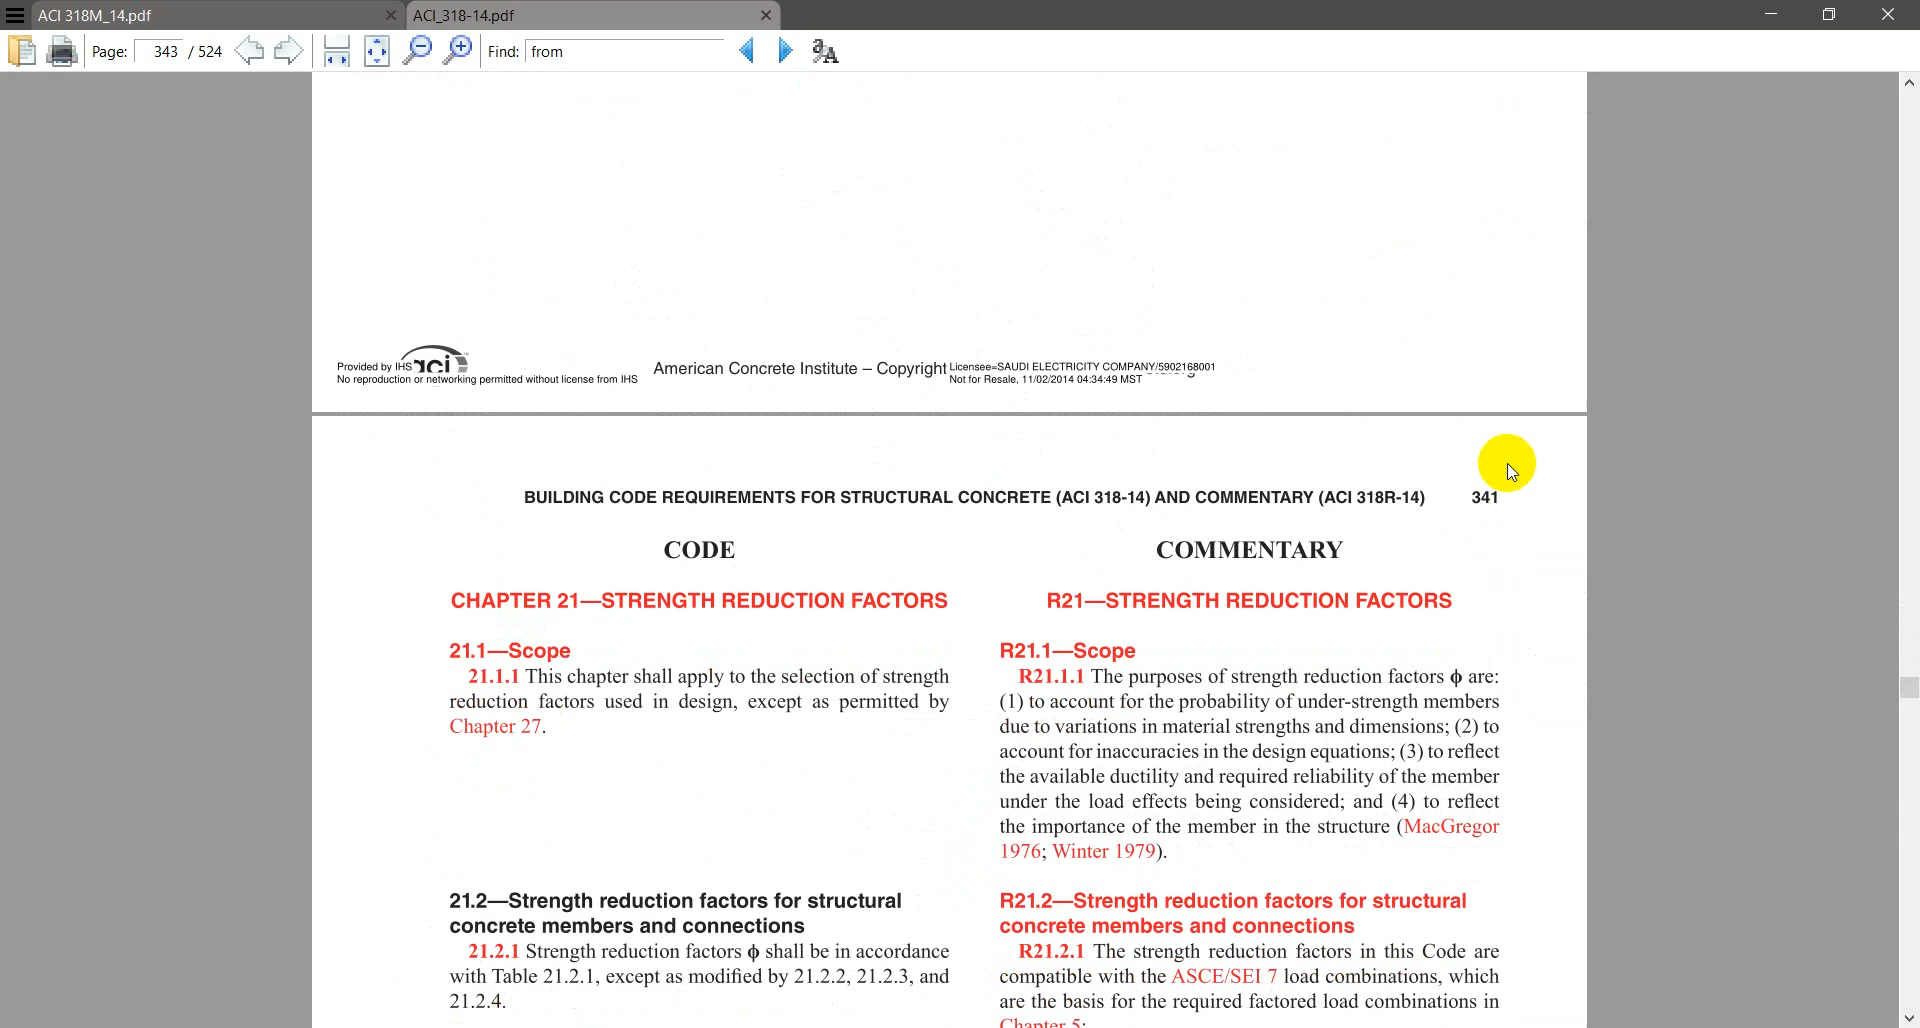 ACI 318M_14.pdf
ACI_318-14.pdf
Page: 343 / 524
Find: from
Provided by IHS
aci
No reproduction or networking permitted without license from IHS
American Concrete Institute – Copyright
Licensee=SAUDI ELECTRICITY COMPANY/5902168001
Not for Resale, 11/02/2014 04:34:49 MST
BUILDING CODE REQUIREMENTS FOR STRUCTURAL CONCRETE (ACI 318-14) AND COMMENTARY (ACI 318R-14) 341
CODE
CHAPTER 21—STRENGTH REDUCTION FACTORS
21.1—Scope
21.1.1 This chapter shall apply to the selection of strength
reduction factors used in design, except as permitted by
Chapter 27.
21.2—Strength reduction factors for structural
concrete members and connections
21.2.1 Strength reduction factors ϕ shall be in accordance
with Table 21.2.1, except as modified by 21.2.2, 21.2.3, and
21.2.4.
COMMENTARY
R21—STRENGTH REDUCTION FACTORS
R21.1—Scope
R21.1.1 The purposes of strength reduction factors ϕ are:
(1) to account for the probability of under-strength members
due to variations in material strengths and dimensions; (2) to
account for inaccuracies in the design equations; (3) to reflect
the available ductility and required reliability of the member
under the load effects being considered; and (4) to reflect
the importance of the member in the structure (MacGregor
1976; Winter 1979).
R21.2—Strength reduction factors for structural
concrete members and connections
R21.2.1 The strength reduction factors in this Code are
compatible with the ASCE/SEI 7 load combinations, which
are the basis for the required factored load combinations in
Chapter 5: